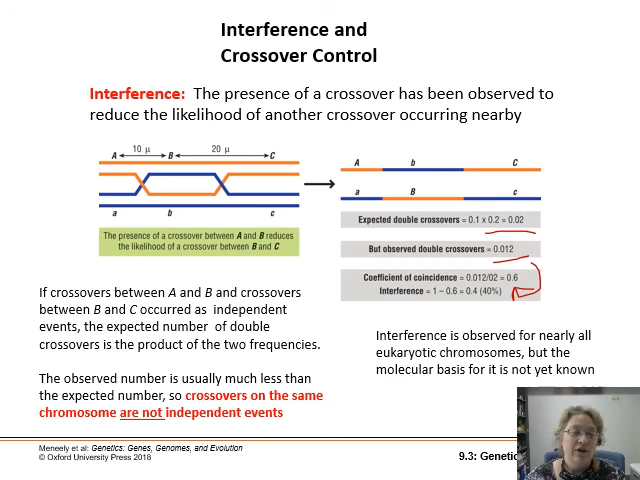 Interference and
Crossover Control
Interference: The presence of a crossover has been observed to
reduce the likelihood of another crossover occurring nearby
10 µ 20 µ
A B C
a b c
The presence of a crossover between A and B reduces
the likelihood of a crossover between B and C
A b C
a B c
Expected double crossovers = 0.1 x 0.2 = 0.02
But observed double crossovers = 0.012
Coefficient of coincidence = 0.012/02 = 0.6
Interference = 1 – 0.6 = 0.4 (40%)
If crossovers between A and B and crossovers
between B and C occurred as independent
events, the expected number of double
crossovers is the product of the two frequencies.
The observed number is usually much less than
the expected number, so crossovers on the same
chromosome are not independent events
Interference is observed for nearly all
eukaryotic chromosomes, but the
molecular basis for it is not yet known
Meneely et al: Genetics: Genes, Genomes, and Evolution
© Oxford University Press 2018
9.3: Genetic